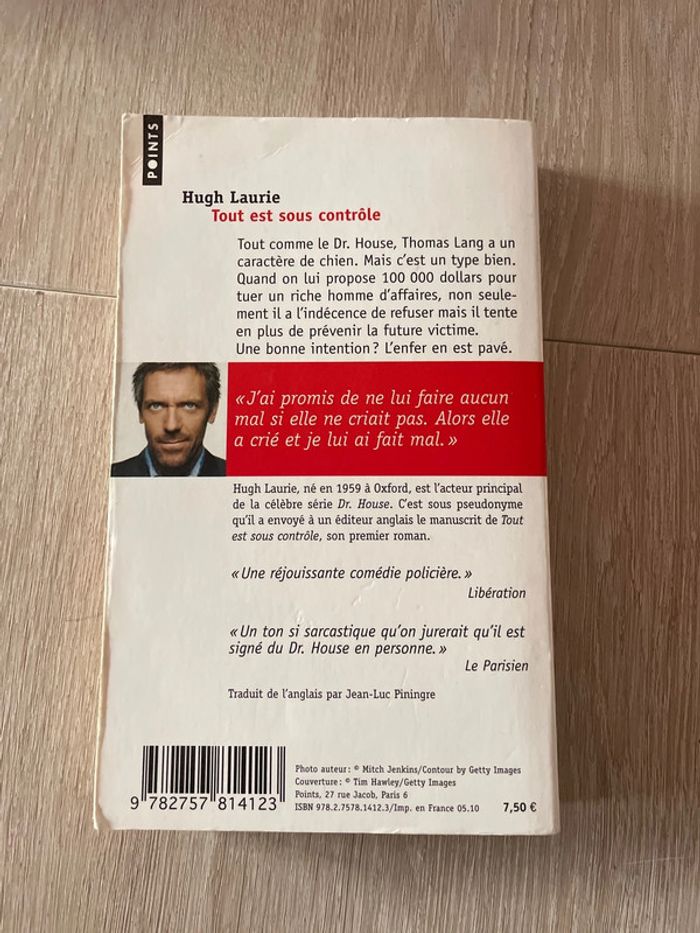 POINTS
Hugh Laurie
Tout est sous contrôle
Tout comme le Dr. House, Thomas Lang a un
caractère de chien. Mais c'est un type bien.
Quand on lui propose 100 000 dollars pour
tuer un riche homme d'affaires, non seule-
ment il a l'indécence de refuser mais il tente
en plus de prévenir la future victime.
Une bonne intention ? L'enfer en est pavé.
« J'ai promis de ne lui faire aucun
mal si elle ne criait pas. Alors elle
a crié et je lui ai fait mal. »
Hugh Laurie, né en 1959 à Oxford, est l'acteur principal
de la célèbre série Dr. House. C'est sous pseudonyme
qu'il a envoyé à un éditeur anglais le manuscrit de Tout
est sous contrôle, son premier roman.
« Une réjouissante comédie policière. »
Libération
« Un ton si sarcastique qu'on jurerait qu'il est
signé du Dr. House en personne. »
Le Parisien
Traduit de l'anglais par Jean-Luc Piningre
Photo auteur : © Mitch Jenkins/Contour by Getty Images
Couverture : © Tim Hawley/Getty Images
Points, 27 rue Jacob, Paris 6
ISBN 978.2.7578.1412.3/Imp. en France 05.10
7,50 €
9 782757 814123